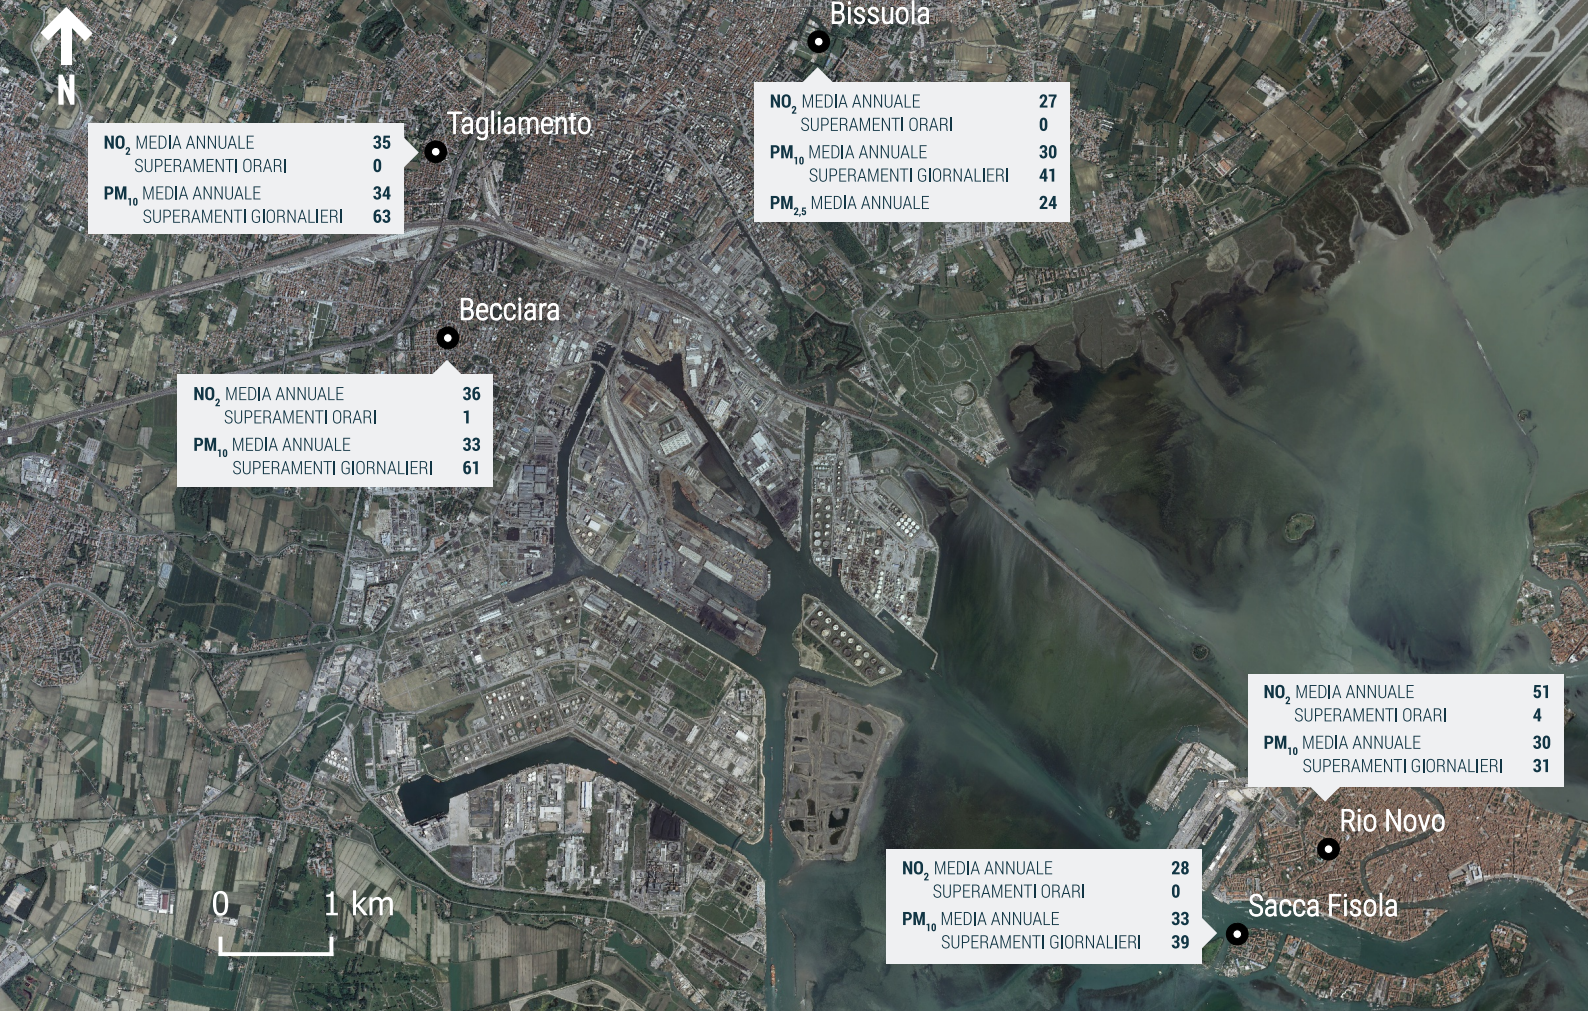 Bissuola
NO2 MEDIA ANNUALE 27
SUPERAMENTI ORARI 0
PM10 MEDIA ANNUALE 30
SUPERAMENTI GIORNALIERI 41
PM2,5 MEDIA ANNUALE 24
N
Tagliamento
NO2 MEDIA ANNUALE 35
SUPERAMENTI ORARI 0
PM10 MEDIA ANNUALE 34
SUPERAMENTI GIORNALIERI 63
Becciara
NO2 MEDIA ANNUALE 36
SUPERAMENTI ORARI 1
PM10 MEDIA ANNUALE 33
SUPERAMENTI GIORNALIERI 61
NO2 MEDIA ANNUALE 51
SUPERAMENTI ORARI 4
PM10 MEDIA ANNUALE 30
SUPERAMENTI GIORNALIERI 31
Rio Novo
NO2 MEDIA ANNUALE 28
SUPERAMENTI ORARI 0
PM10 MEDIA ANNUALE 33
SUPERAMENTI GIORNALIERI 39
Sacca Fisola
0 1 km